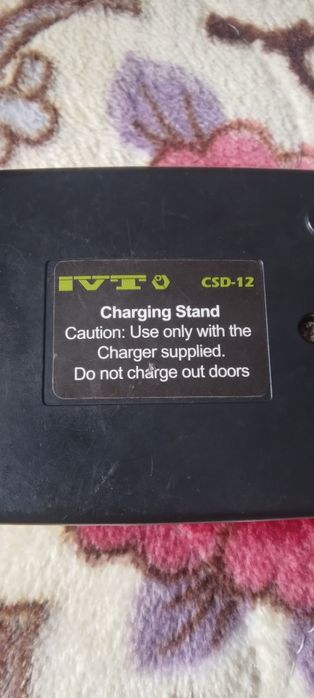 IVT CSD-12
Charging Stand
Caution: Use only with the
Charger supplied.
Do not charge out doors